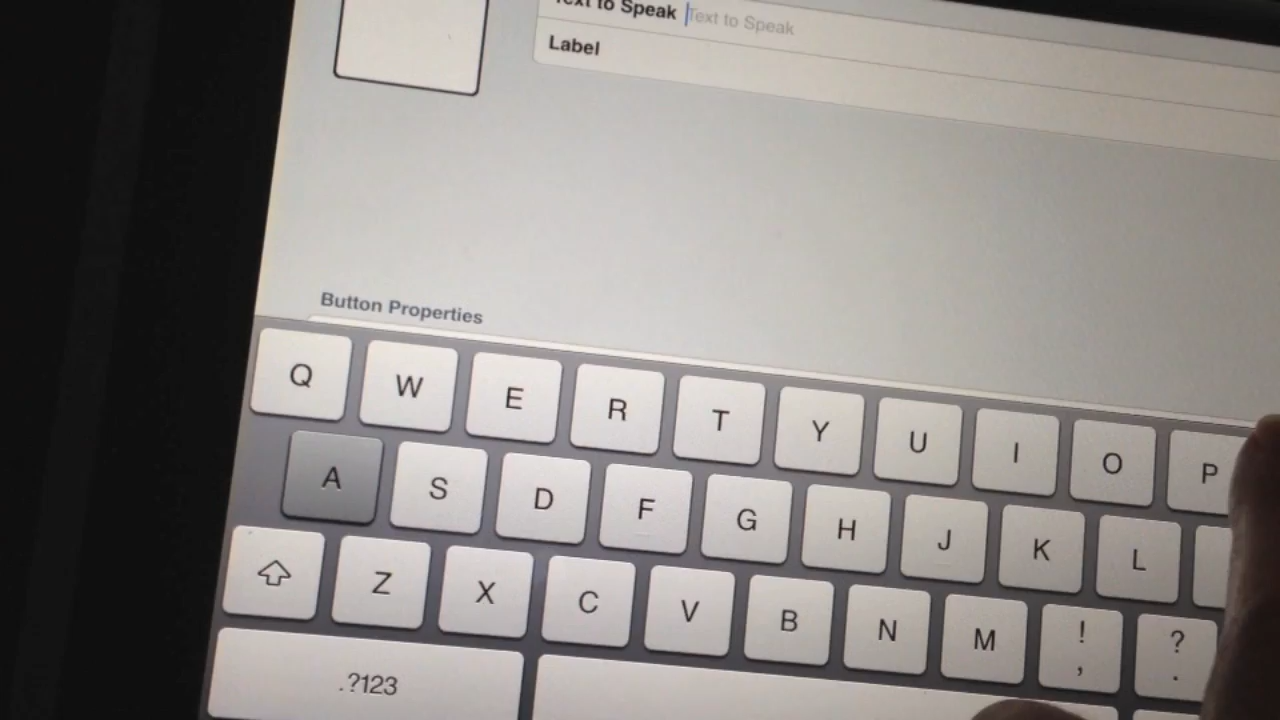 Text to Speak Text to Speak
Label
Button Properties
Q W E R T Y U I O P
A S D F G H J K L
Z X C V B N M ! , ? .
.?123